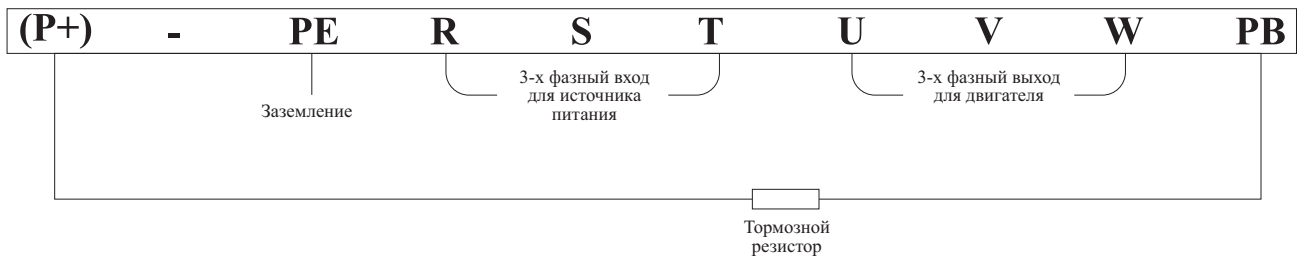 (P+) - PE R S T U V W PB
Заземление
3-х фазный вход
для источника
питания
3-х фазный выход
для двигателя
Тормозной
резистор